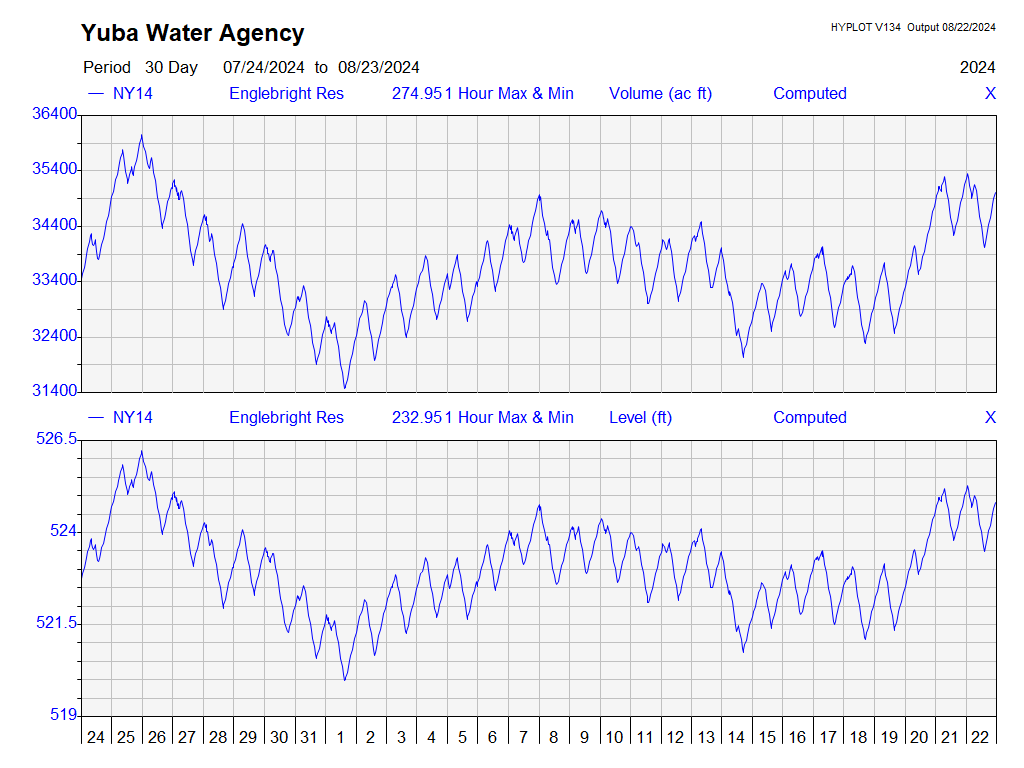 Yuba Water Agency
HYPLOT V134 Output 08/22/2024
Period 30 Day 07/24/2024 to 08/23/2024 2024
NY14 Englebright Res 274.951 Hour Max & Min Volume (ac ft) Computed X
36400
35400
34400
33400
32400
31400
NY14 Englebright Res 232.951 Hour Max & Min Level (ft) Computed X
526.5
524
521.5
519
24 25 26 27 28 29 30 31 1 2 3 4 5 6 7 8 9 10 11 12 13 14 15 16 17 18 19 20 21 22